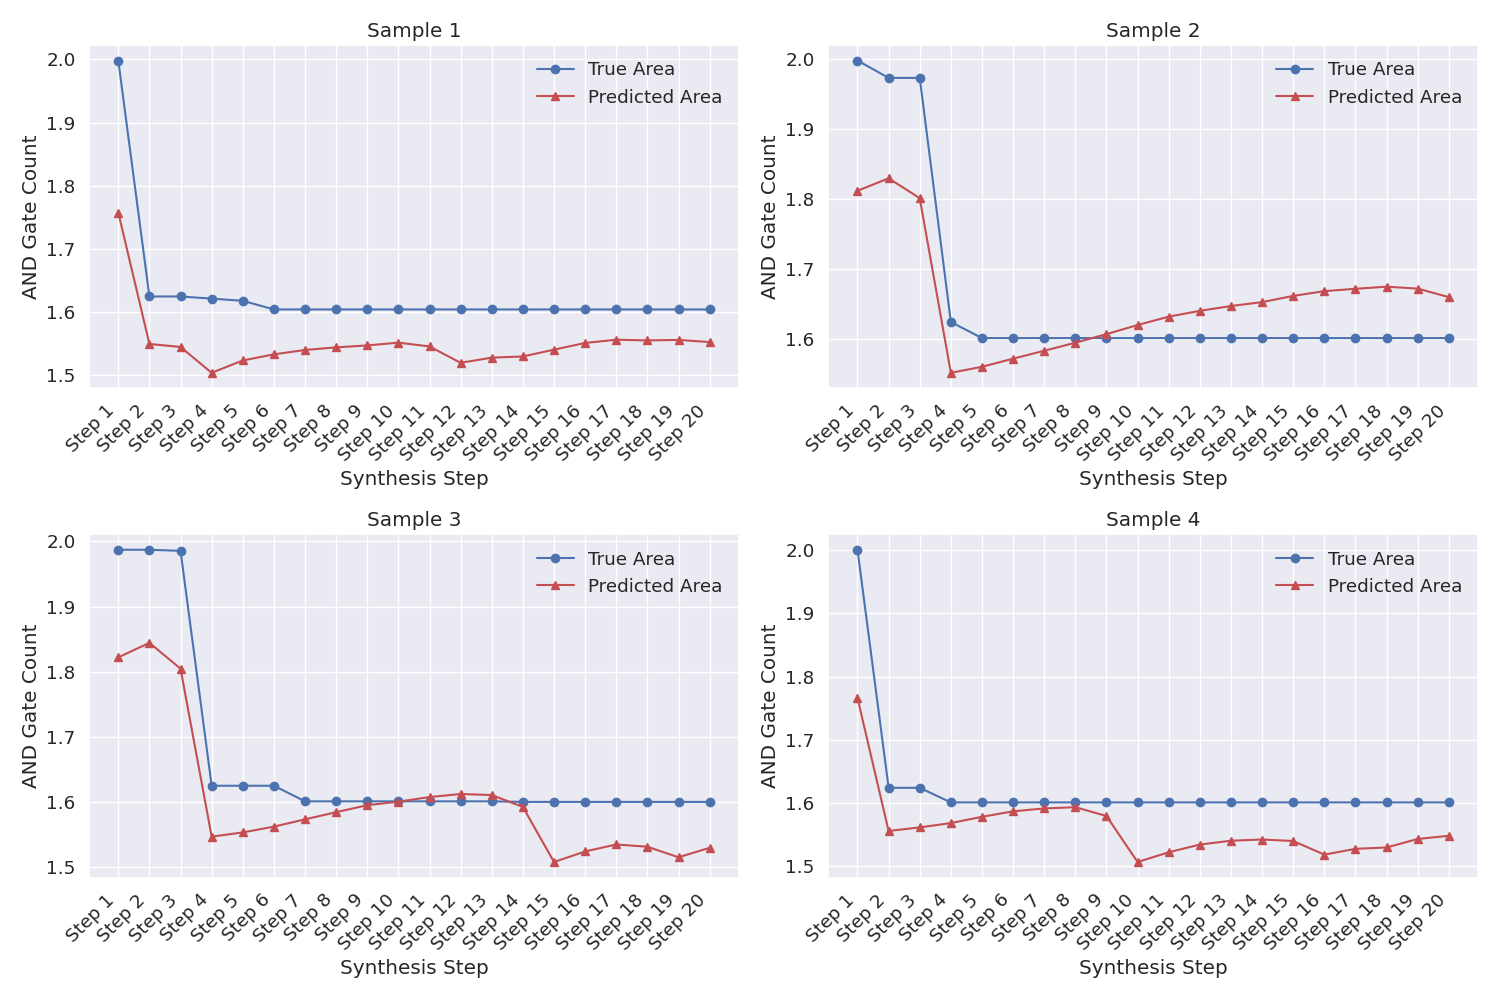 Sample 1
AND Gate Count
2.0
1.9
1.8
1.7
1.6
1.5
True Area
Predicted Area
Step 1
Step 2
Step 3
Step 4
Step 5
Step 6
Step 7
Step 8
Step 9
Step 10
Step 11
Step 12
Step 13
Step 14
Step 15
Step 16
Step 17
Step 18
Step 19
Step 20
Synthesis Step
Sample 2
AND Gate Count
2.0
1.9
1.8
1.7
1.6
True Area
Predicted Area
Step 1
Step 2
Step 3
Step 4
Step 5
Step 6
Step 7
Step 8
Step 9
Step 10
Step 11
Step 12
Step 13
Step 14
Step 15
Step 16
Step 17
Step 18
Step 19
Step 20
Synthesis Step
Sample 3
AND Gate Count
2.0
1.9
1.8
1.7
1.6
1.5
True Area
Predicted Area
Step 1
Step 2
Step 3
Step 4
Step 5
Step 6
Step 7
Step 8
Step 9
Step 10
Step 11
Step 12
Step 13
Step 14
Step 15
Step 16
Step 17
Step 18
Step 19
Step 20
Synthesis Step
Sample 4
AND Gate Count
2.0
1.9
1.8
1.7
1.6
1.5
True Area
Predicted Area
Step 1
Step 2
Step 3
Step 4
Step 5
Step 6
Step 7
Step 8
Step 9
Step 10
Step 11
Step 12
Step 13
Step 14
Step 15
Step 16
Step 17
Step 18
Step 19
Step 20
Synthesis Step